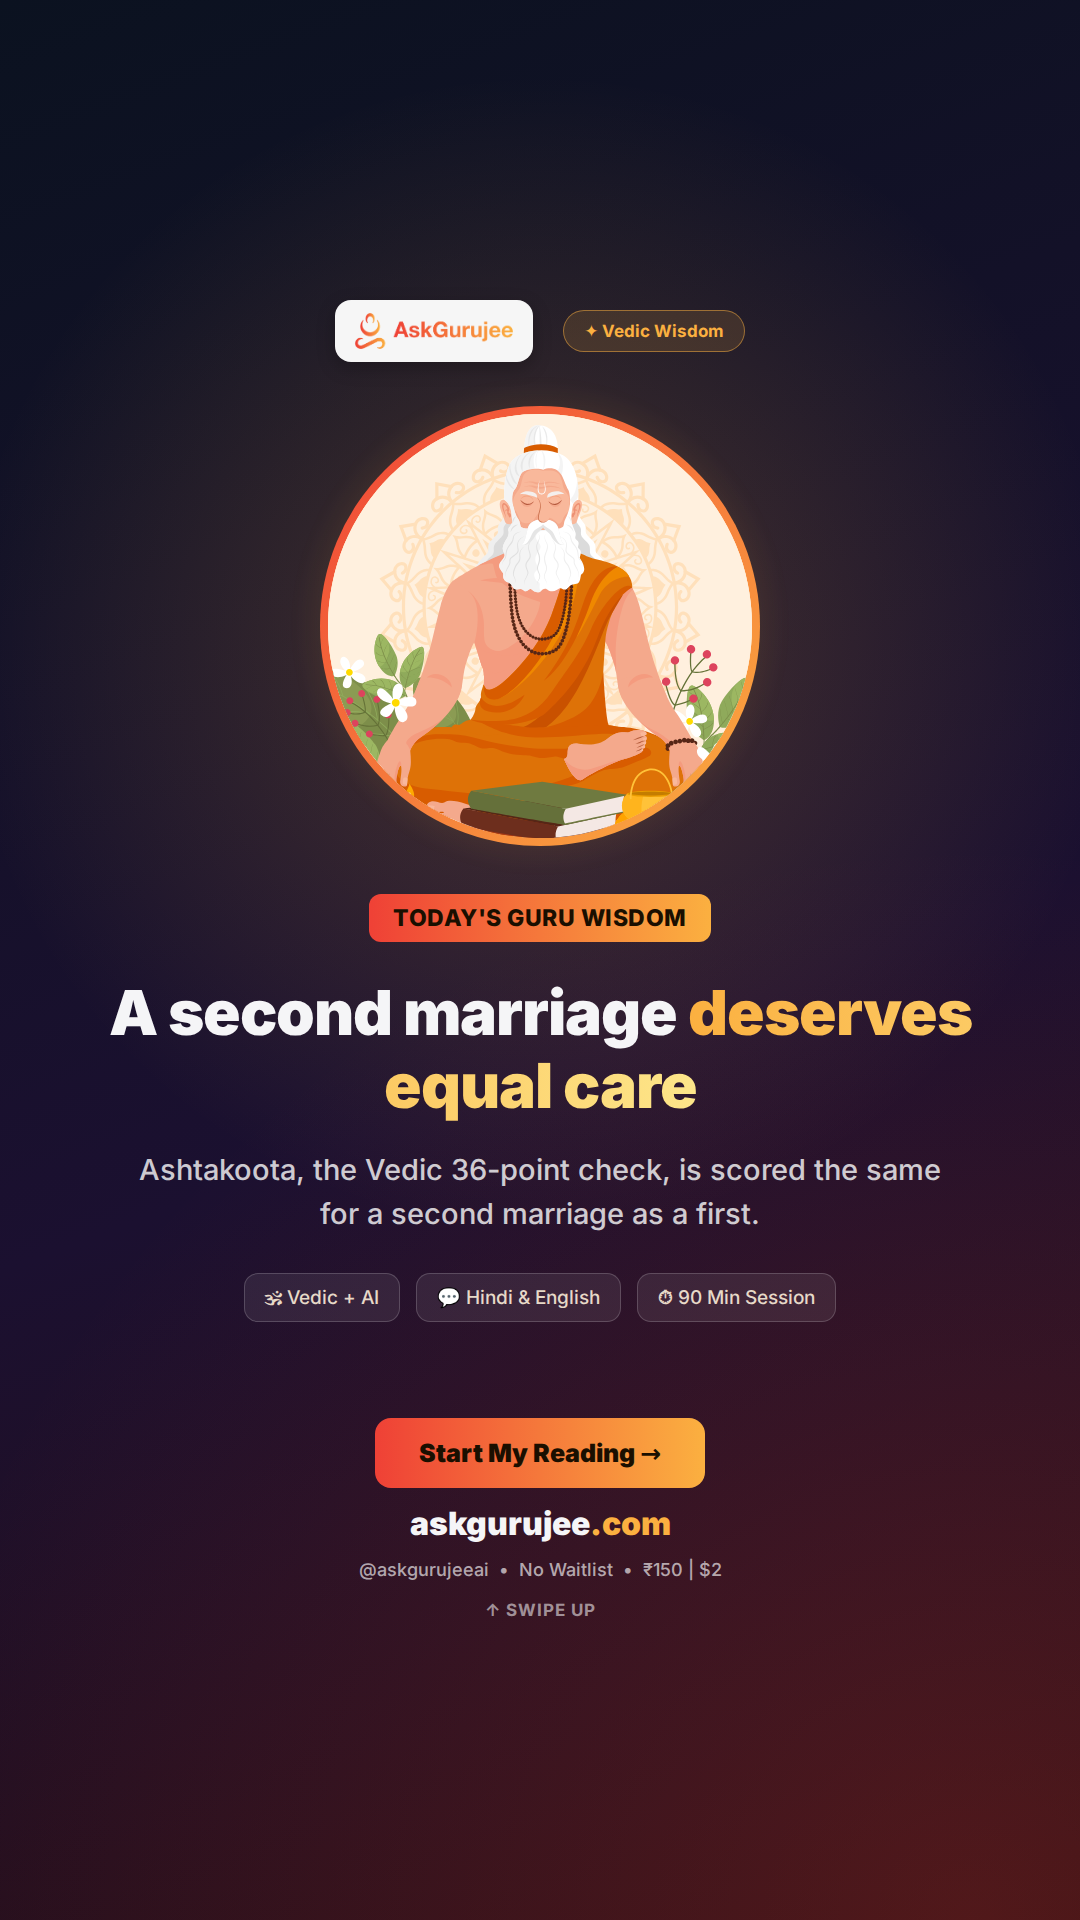 AskGurujee
✦ Vedic Wisdom
TODAY'S GURU WISDOM
A second marriage deserves
equal care
Ashtakoota, the Vedic 36-point check, is scored the same
for a second marriage as a first.
🕉 Vedic + AI
💬 Hindi & English
⏱ 90 Min Session
Start My Reading →
askgurujee.com
@askgurujeeai • No Waitlist • ₹150 | $2
↑ SWIPE UP